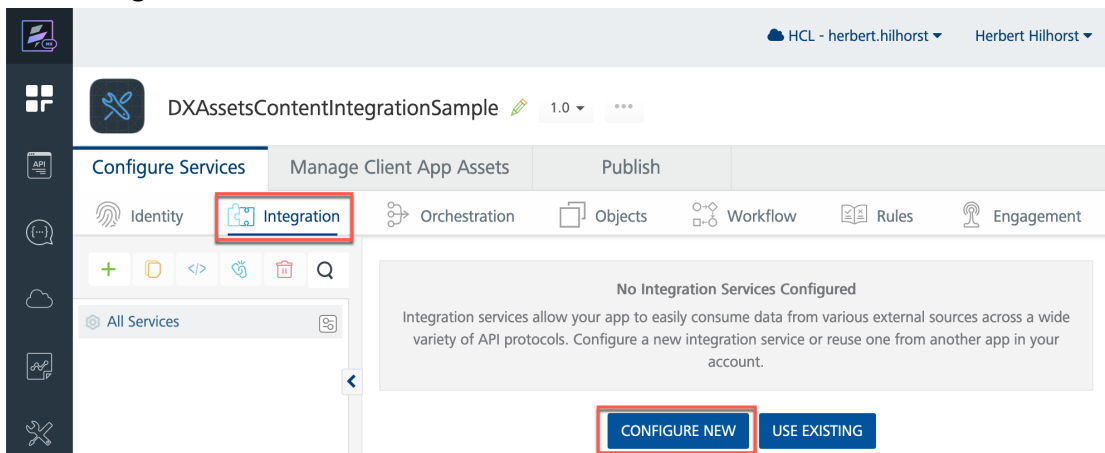 HCL - herbert.hilhorst Herbert Hilhorst
MX
DXAssetsContentIntegrationSample 1.0
API
Configure Services Manage Client App Assets Publish
Identity Integration Orchestration Objects Workflow Rules Engagement
All Services
No Integration Services Configured
Integration services allow your app to easily consume data from various external sources across a wide
variety of API protocols. Configure a new integration service or reuse one from another app in your
account.
CONFIGURE NEW USE EXISTING